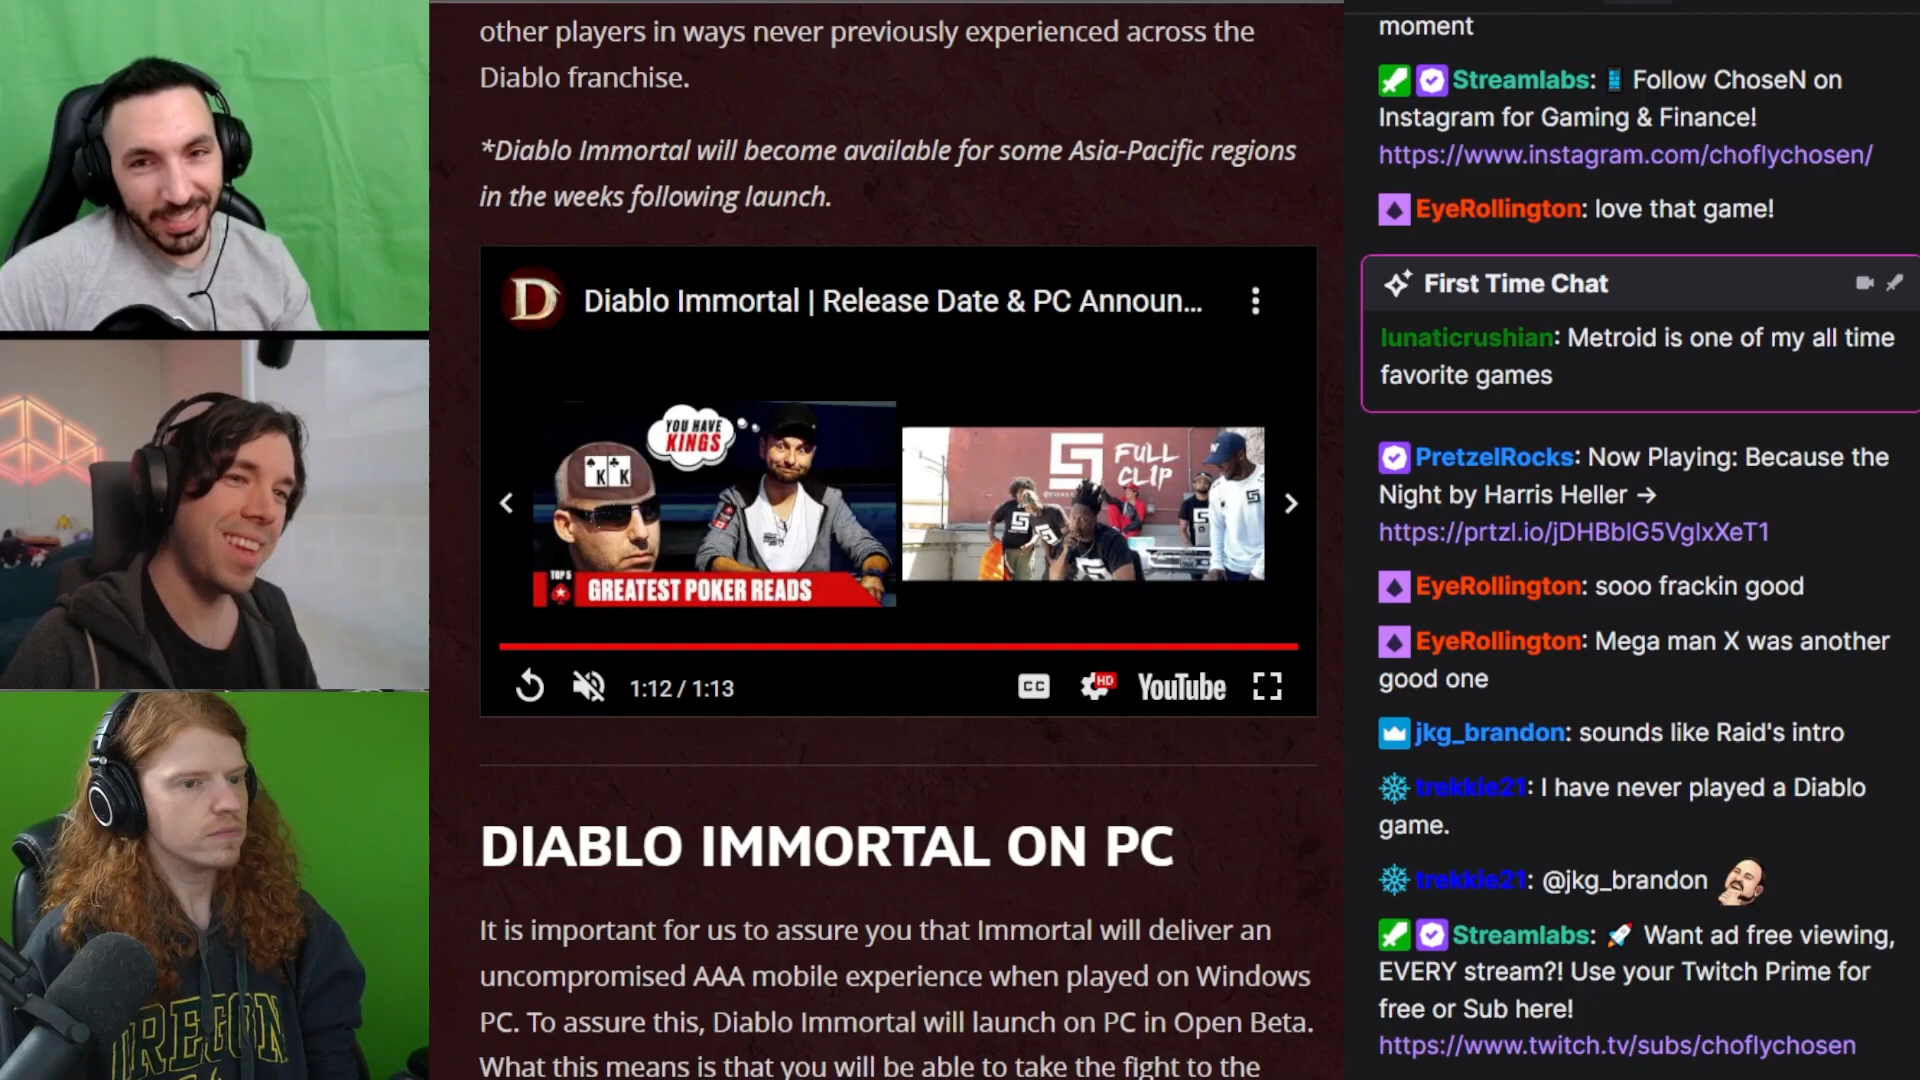 other players in ways never previously experienced across the
Diablo franchise.
*Diablo Immortal will become available for some Asia-Pacific regions
in the weeks following launch.
D
Diablo Immortal | Release Date & PC Announ...
YOU HAVE
KINGS
K K
TOP 5
GREATEST POKER READS
FULL
CLIP
1:12 / 1:13
CC
HD
YouTube
DIABLO IMMORTAL ON PC
It is important for us to assure you that Immortal will deliver an
uncompromised AAA mobile experience when played on Windows
PC. To assure this, Diablo Immortal will launch on PC in Open Beta.
What this means is that you will be able to take the fight to the
OREGON
moment
Streamlabs: 📱 Follow ChoseN on
Instagram for Gaming & Finance!
https://www.instagram.com/choflychosen/
EyeRollington: love that game!
First Time Chat
lunaticrushian: Metroid is one of my all time
favorite games
PretzelRocks: Now Playing: Because the
Night by Harris Heller →
https://prtzl.io/jDHBblG5VglxXeT1
EyeRollington: sooo frackin good
EyeRollington: Mega man X was another
good one
jkg_brandon: sounds like Raid's intro
trekkie21: I have never played a Diablo
game.
trekkie21: @jkg_brandon
Streamlabs: 🚀 Want ad free viewing,
EVERY stream?! Use your Twitch Prime for
free or Sub here!
https://www.twitch.tv/subs/choflychosen